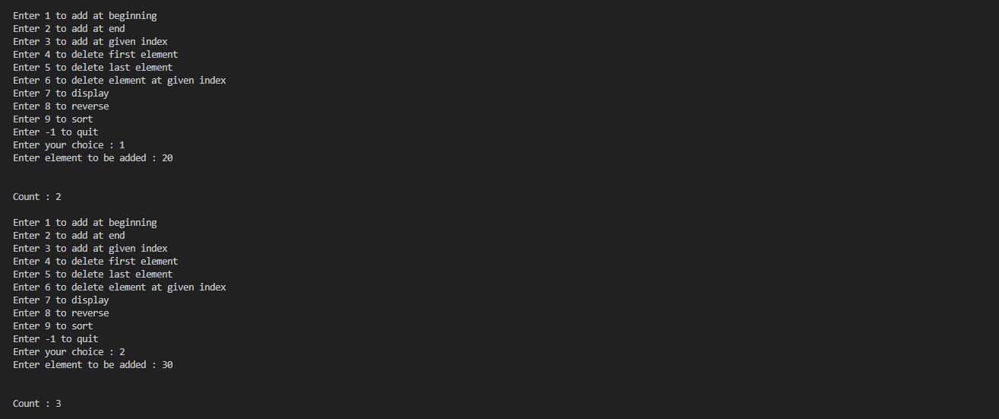 Enter 1 to add at beginning
Enter 2 to add at end
Enter 3 to add at given index
Enter 4 to delete first element
Enter 5 to delete last element
Enter 6 to delete element at given index
Enter 7 to display
Enter 8 to reverse
Enter 9 to sort
Enter -1 to quit
Enter your choice : 1
Enter element to be added : 20
Count : 2
Enter 1 to add at beginning
Enter 2 to add at end
Enter 3 to add at given index
Enter 4 to delete first element
Enter 5 to delete last element
Enter 6 to delete element at given index
Enter 7 to display
Enter 8 to reverse
Enter 9 to sort
Enter -1 to quit
Enter your choice : 2
Enter element to be added : 30
Count : 3